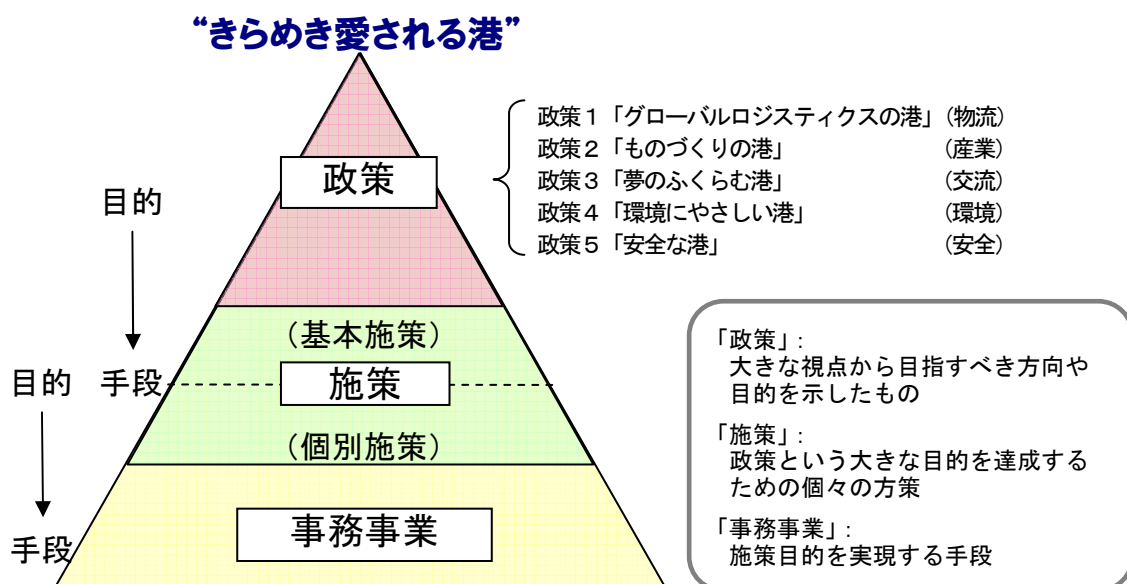 “きらめき愛される港”
政策１「グローバルロジスティクスの港」（物流）
政策２「ものづくりの港」（産業）
政策３「夢のふくらむ港」（交流）
政策４「環境にやさしい港」（環境）
政策５「安全な港」（安全）
政策
目的
（基本施策）
目的 手段
施策
（個別施策）
手段
事務事業
「政策」：
大きな視点から目指すべき方向や
目的を示したもの
「施策」：
政策という大きな目的を達成する
ための個々の方策
「事務事業」：
施策目的を実現する手段